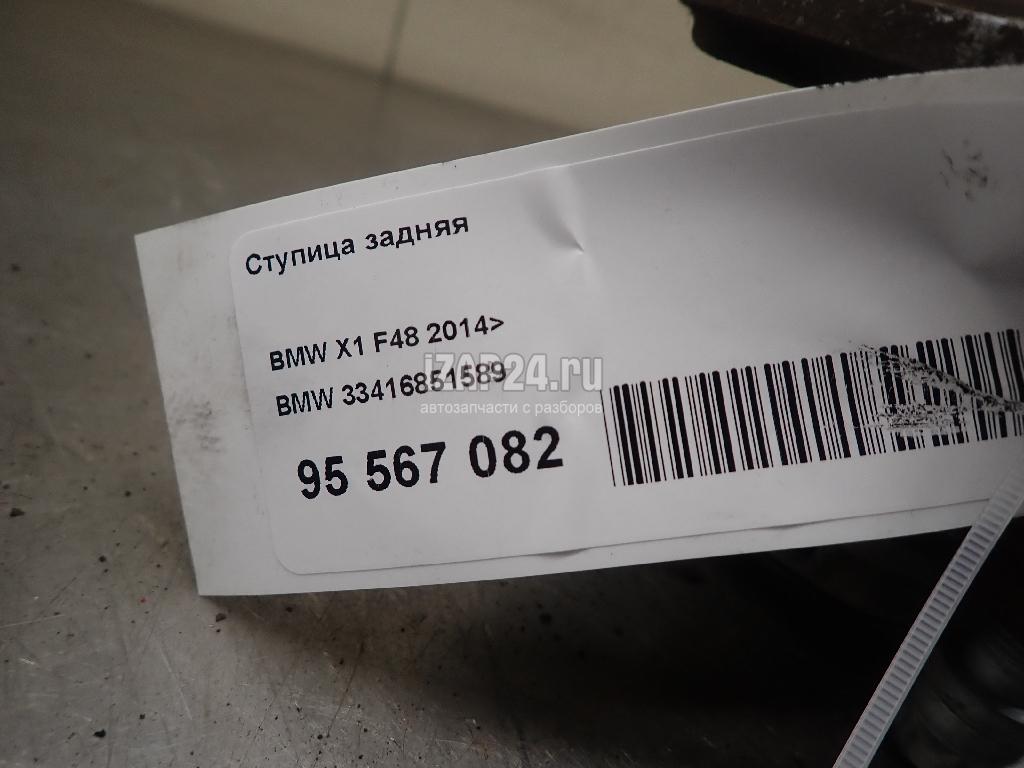 Ступица задняя
BMW X1 F48 2014>
iZAP24.ru
BMW 33416851589
автозапчасти с разборов
95 567 082